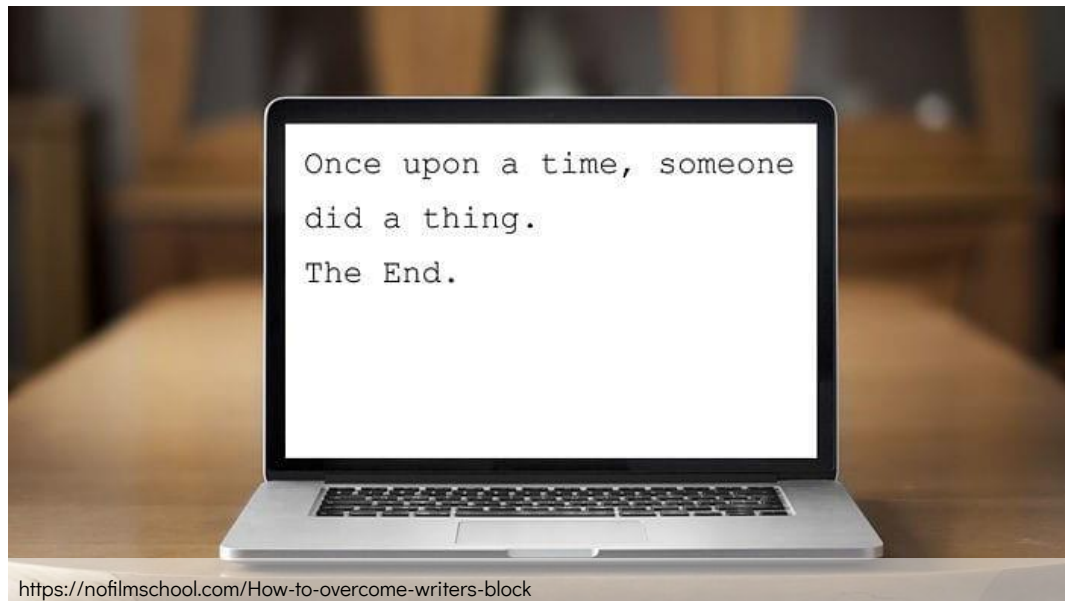 Once upon a time, someone
did a thing.
The End.
https://nofilmschool.com/How-to-overcome-writers-block